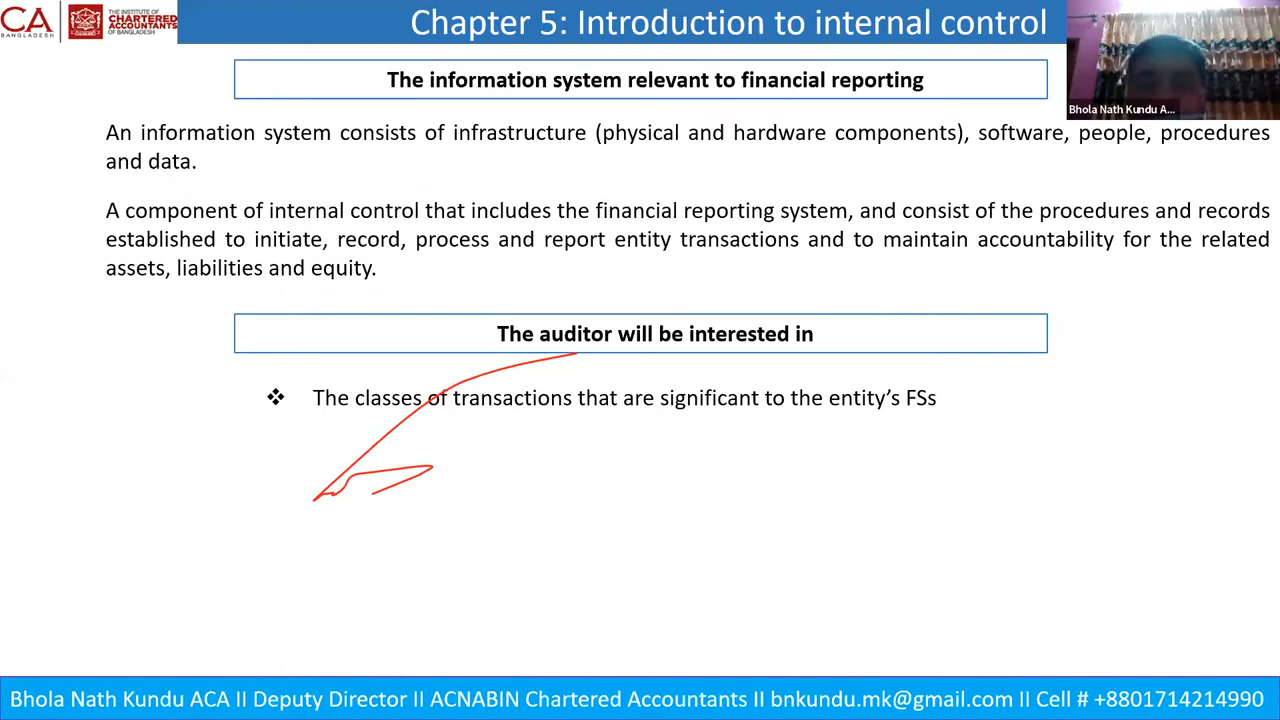 CA
BANGLADESH
THE INSTITUTE OF
CHARTERED
ACCOUNTANTS
OF BANGLADESH
Chapter 5: Introduction to internal control
Bhola Nath Kundu A...
The information system relevant to financial reporting
An information system consists of infrastructure (physical and hardware components), software, people, procedures
and data.
A component of internal control that includes the financial reporting system, and consist of the procedures and records
established to initiate, record, process and report entity transactions and to maintain accountability for the related
assets, liabilities and equity.
The auditor will be interested in
❖ The classes of transactions that are significant to the entity’s FSs
Bhola Nath Kundu ACA II Deputy Director II ACNABIN Chartered Accountants II bnkundu.mk@gmail.com II Cell # +8801714214990